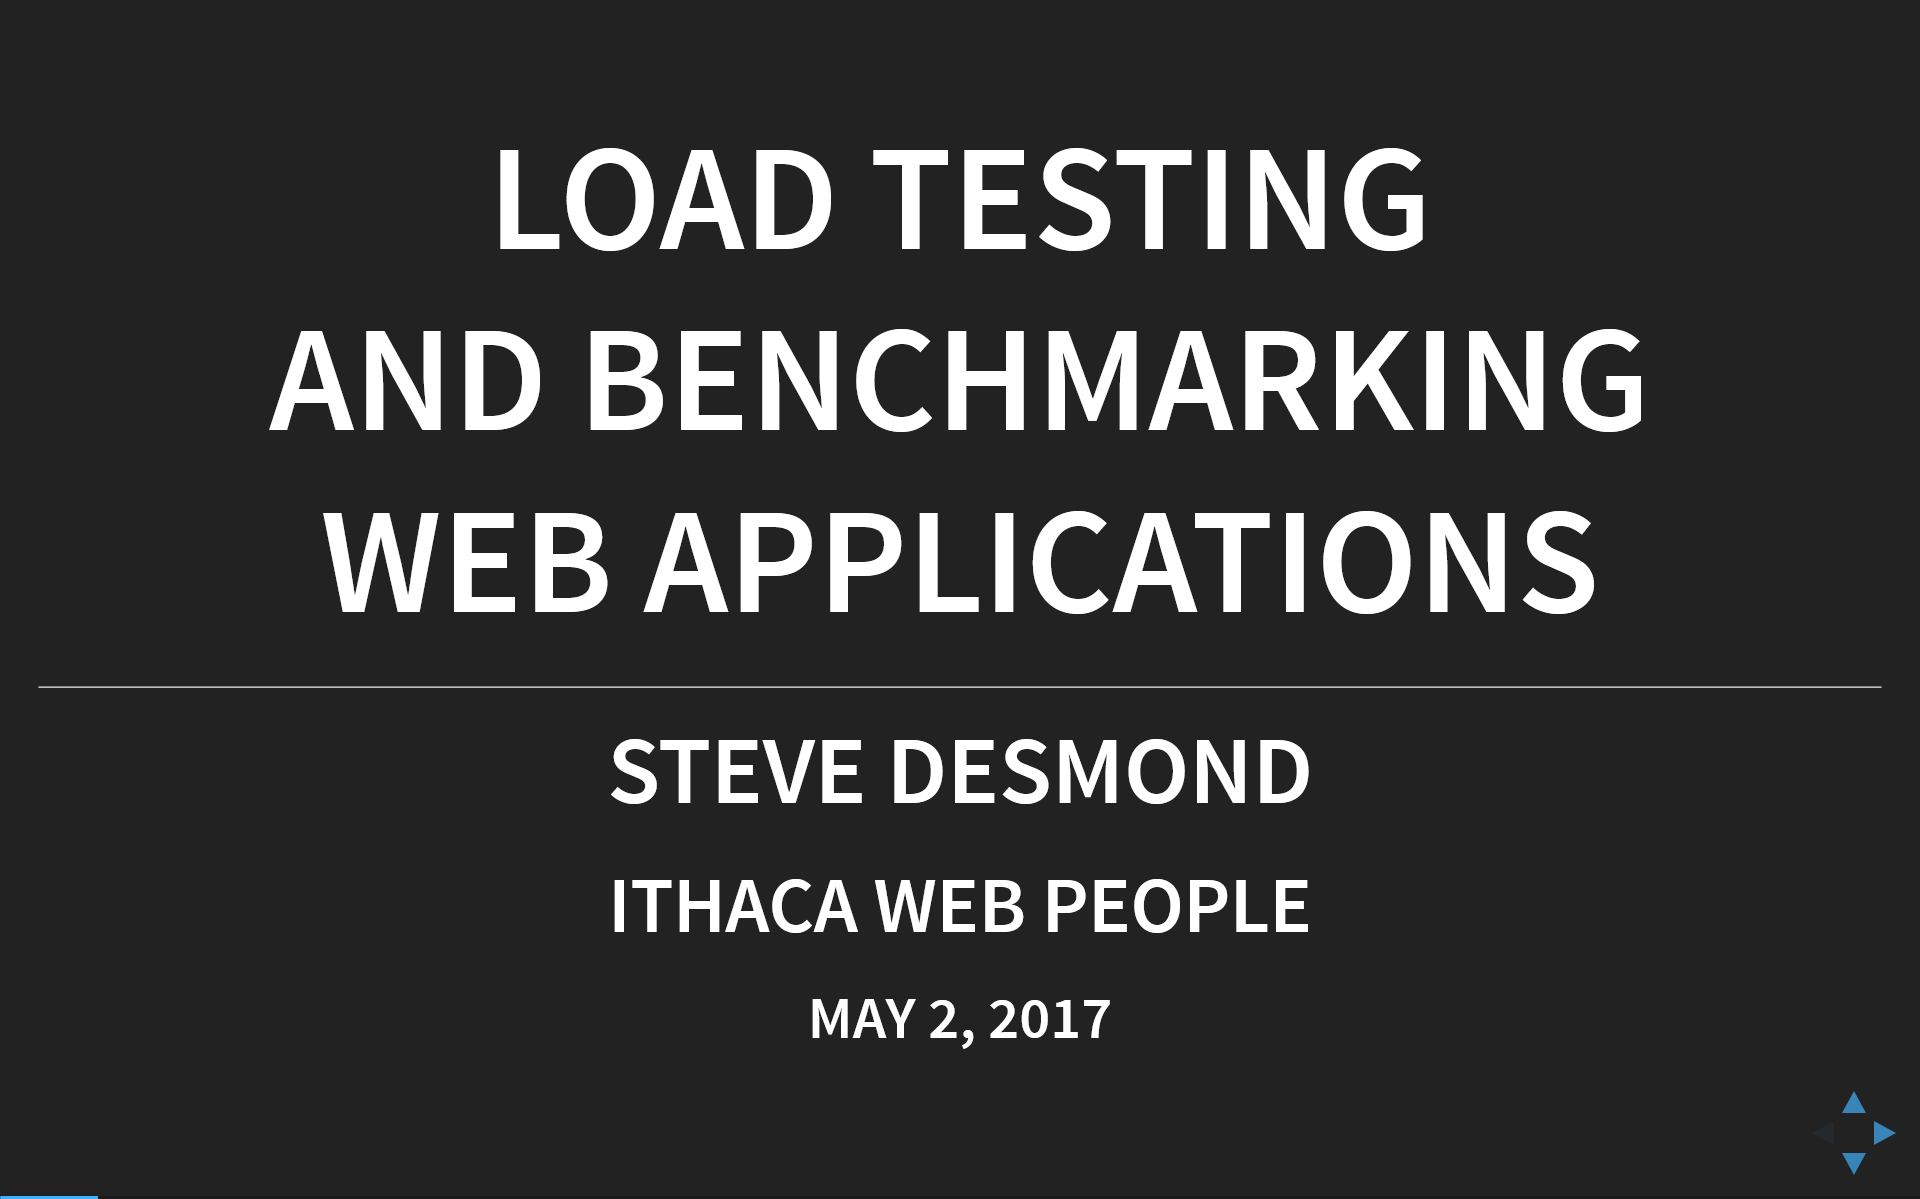 LOAD TESTING
AND BENCHMARKING
WEB APPLICATIONS
STEVE DESMOND
ITHACA WEB PEOPLE
MAY 2, 2017